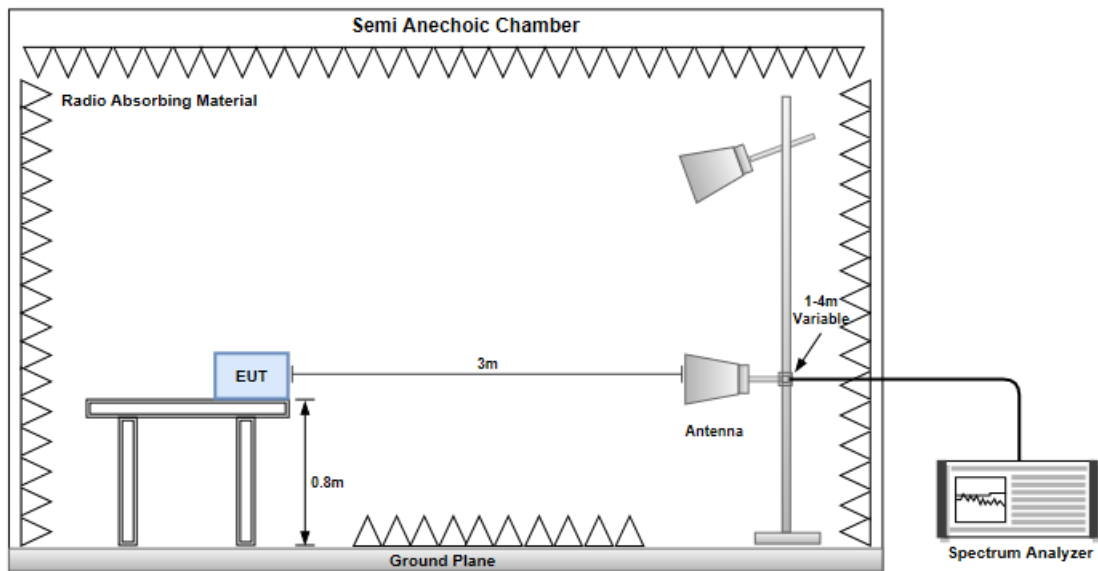 Semi Anechoic Chamber
Radio Absorbing Material
1-4m
Variable
EUT
3m
Antenna
0.8m
Ground Plane
Spectrum Analyzer